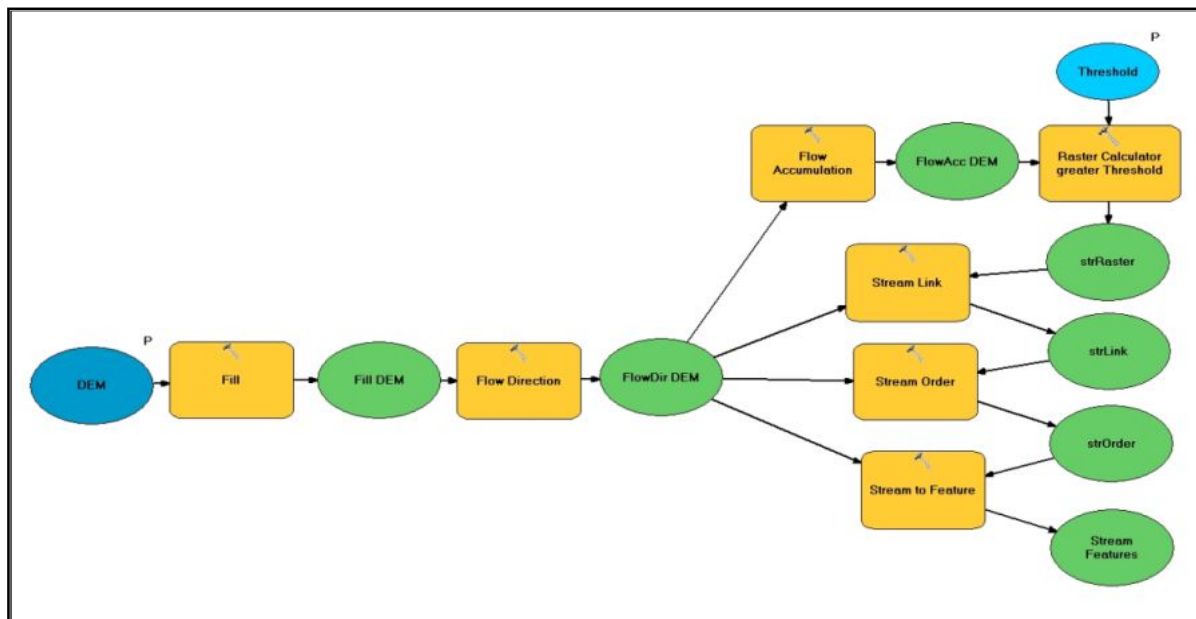 P
Threshold
Flow
Accumulation
FlowAcc DEM
Raster Calculator
greater Threshold
Stream Link
strRaster
P
DEM
Fill
Fill DEM
Flow Direction
FlowDir DEM
Stream Order
strLink
Stream to Feature
strOrder
Stream
Features